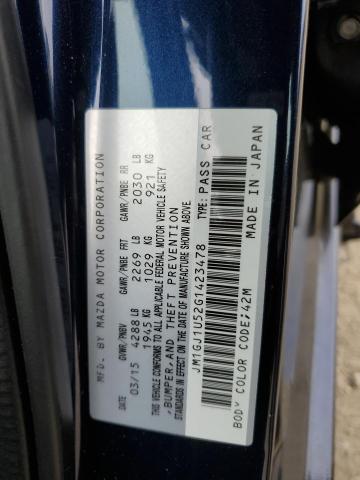 MFD. BY MAZDA MOTOR CORPORATION
03/15 GVWR/PNBV GAWR/PNBE FRT GAWR/PNBE RR
4288 LB 2269 LB 2030 LB
1945 KG 1029 KG 921 KG
THIS VEHICLE CONFORMS TO ALL APPLICABLE FEDERAL MOTOR VEHICLE SAFETY
,BUMPER,AND THEFT PREVENTION
STANDARDS IN EFFECT ON THE DATE OF MANUFACTURE SHOWN ABOVE.
JM1GJ1U52G1423478 TYPE:PASS CAR
BODY COLOR CODE:42M MADE IN JAPAN